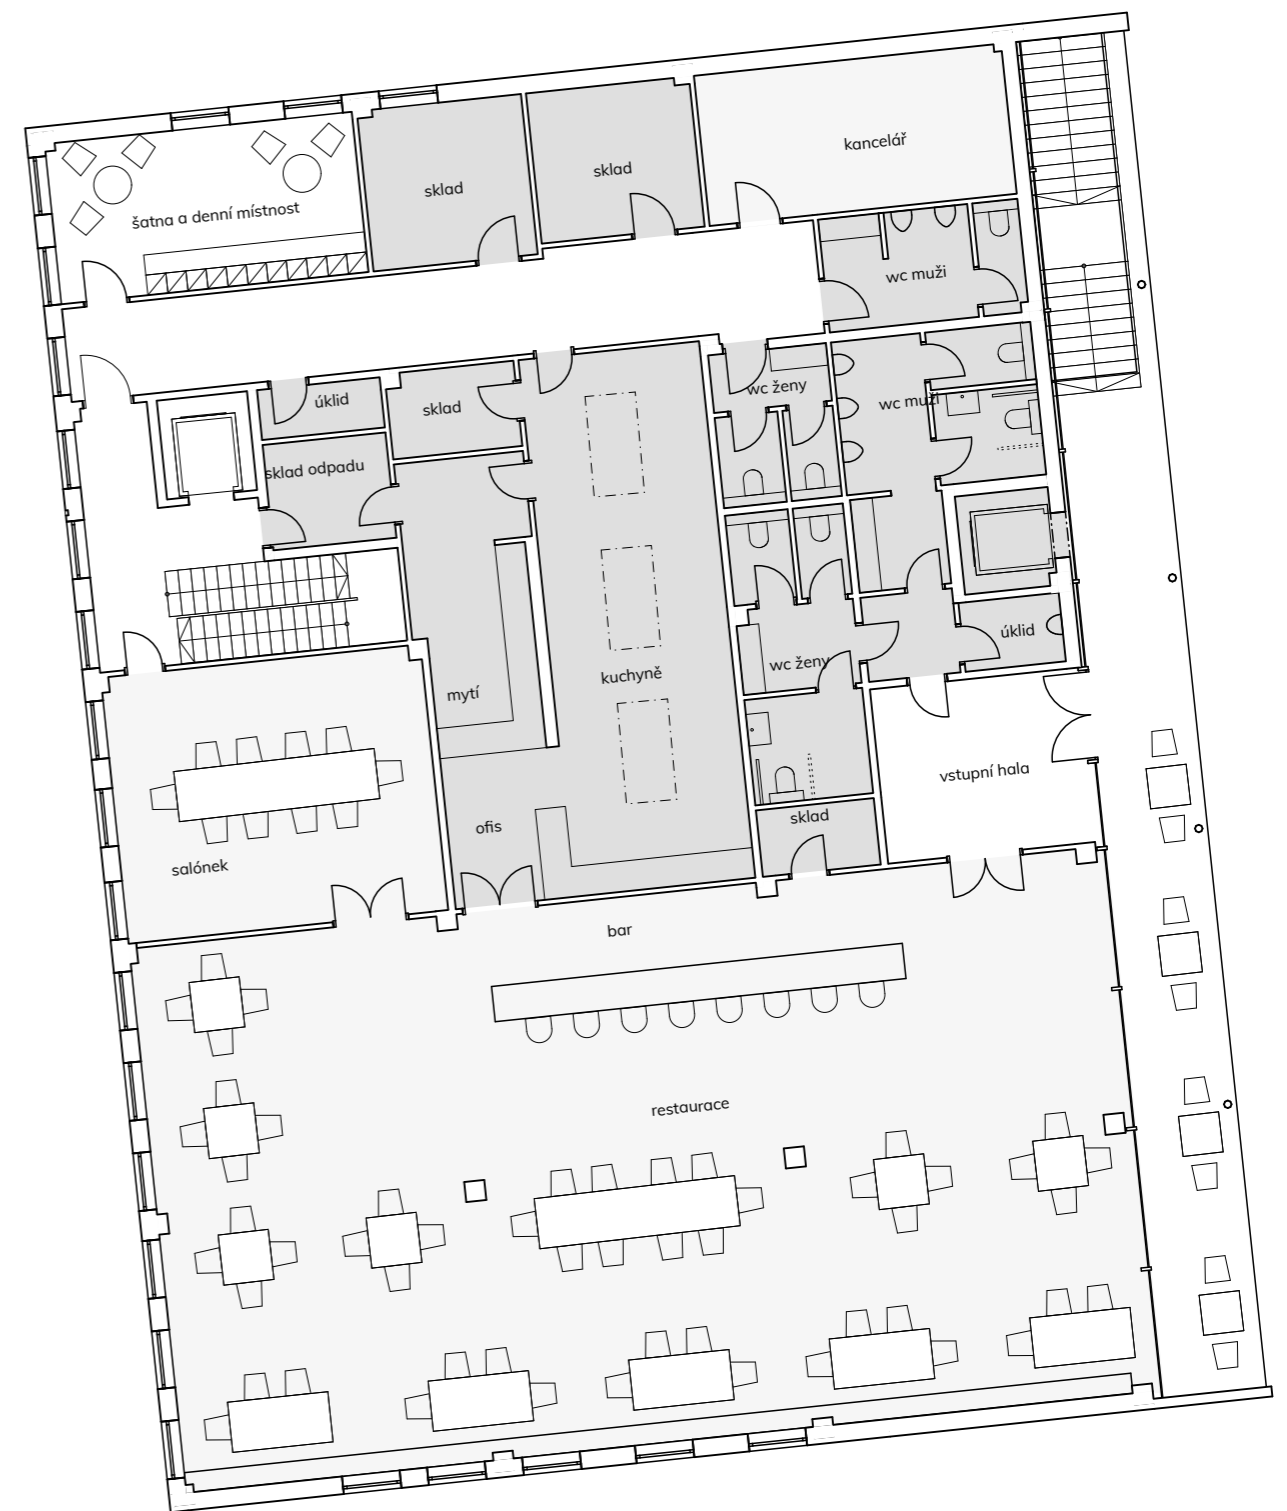 kancelář
sklad
sklad
šatna a denní místnost
wc muži
wc ženy
úklid
sklad
wc muži
sklad odpadu
úklid
wc ženy
kuchyně
mytí
vstupní hala
sklad
ofis
salónek
bar
restaurace